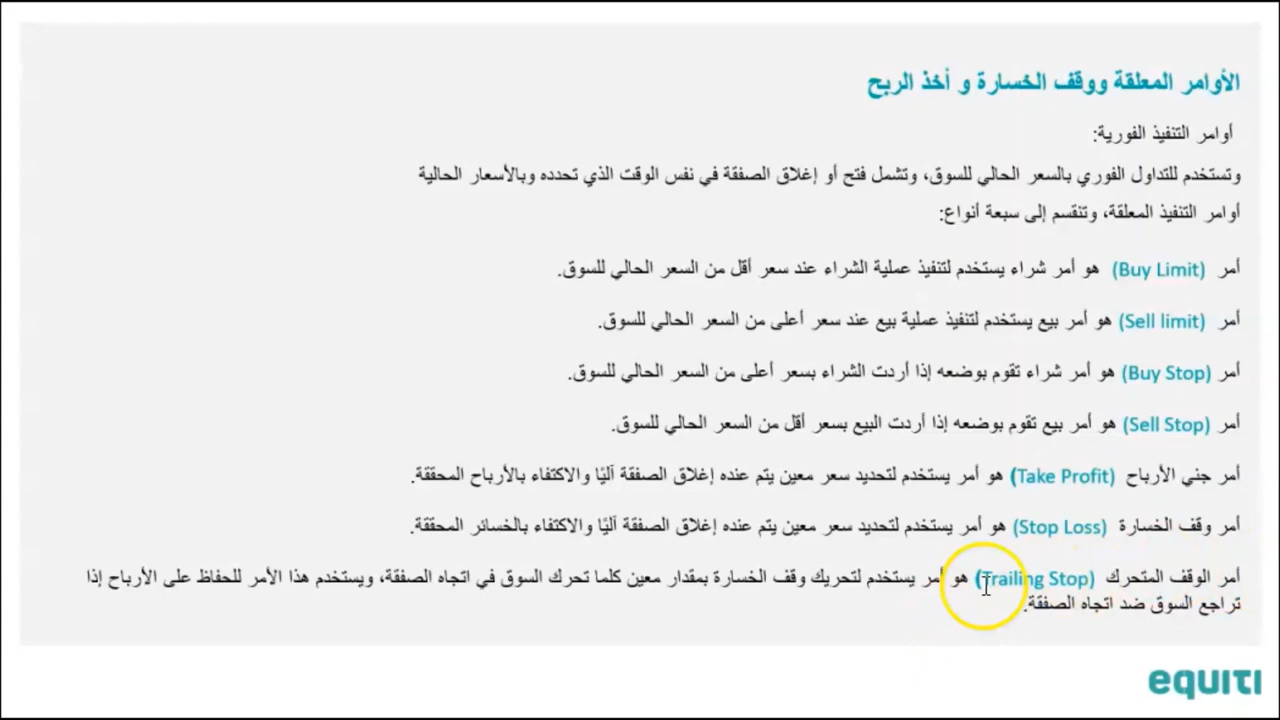 الأوامر المعلقة ووقف الخسارة و أخذ الربح
أوامر التنفيذ الفورية:
وتستخدم للتداول الفوري بالسعر الحالي للسوق، وتشمل فتح أو إغلاق الصفقة في نفس الوقت الذي تحدده وبالأسعار الحالية
أوامر التنفيذ المعلقة، وتنقسم إلى سبعة أنواع:
أمر (Buy Limit) هو أمر شراء يستخدم لتنفيذ عملية الشراء عند سعر أقل من السعر الحالي للسوق.
أمر (Sell limit) هو أمر بيع يستخدم لتنفيذ عملية بيع عند سعر أعلى من السعر الحالي للسوق.
أمر (Buy Stop) هو أمر شراء تقوم بوضعه إذا أردت الشراء بسعر أعلى من السعر الحالي للسوق.
أمر (Sell Stop) هو أمر بيع تقوم بوضعه إذا أردت البيع بسعر أقل من السعر الحالي للسوق.
أمر جني الأرباح (Take Profit) هو أمر يستخدم لتحديد سعر معين يتم عنده إغلاق الصفقة آليًا والاكتفاء بالأرباح المحققة.
أمر وقف الخسارة (Stop Loss) هو أمر يستخدم لتحديد سعر معين يتم عنده إغلاق الصفقة آليًا والاكتفاء بالخسائر المحققة.
أمر الوقف المتحرك (Trailing Stop) هو أمر يستخدم لتحريك وقف الخسارة بمقدار معين كلما تحرك السوق في اتجاه الصفقة، ويستخدم هذا الأمر للحفاظ على الأرباح إذا
تراجع السوق ضد اتجاه الصفقة.
equiti